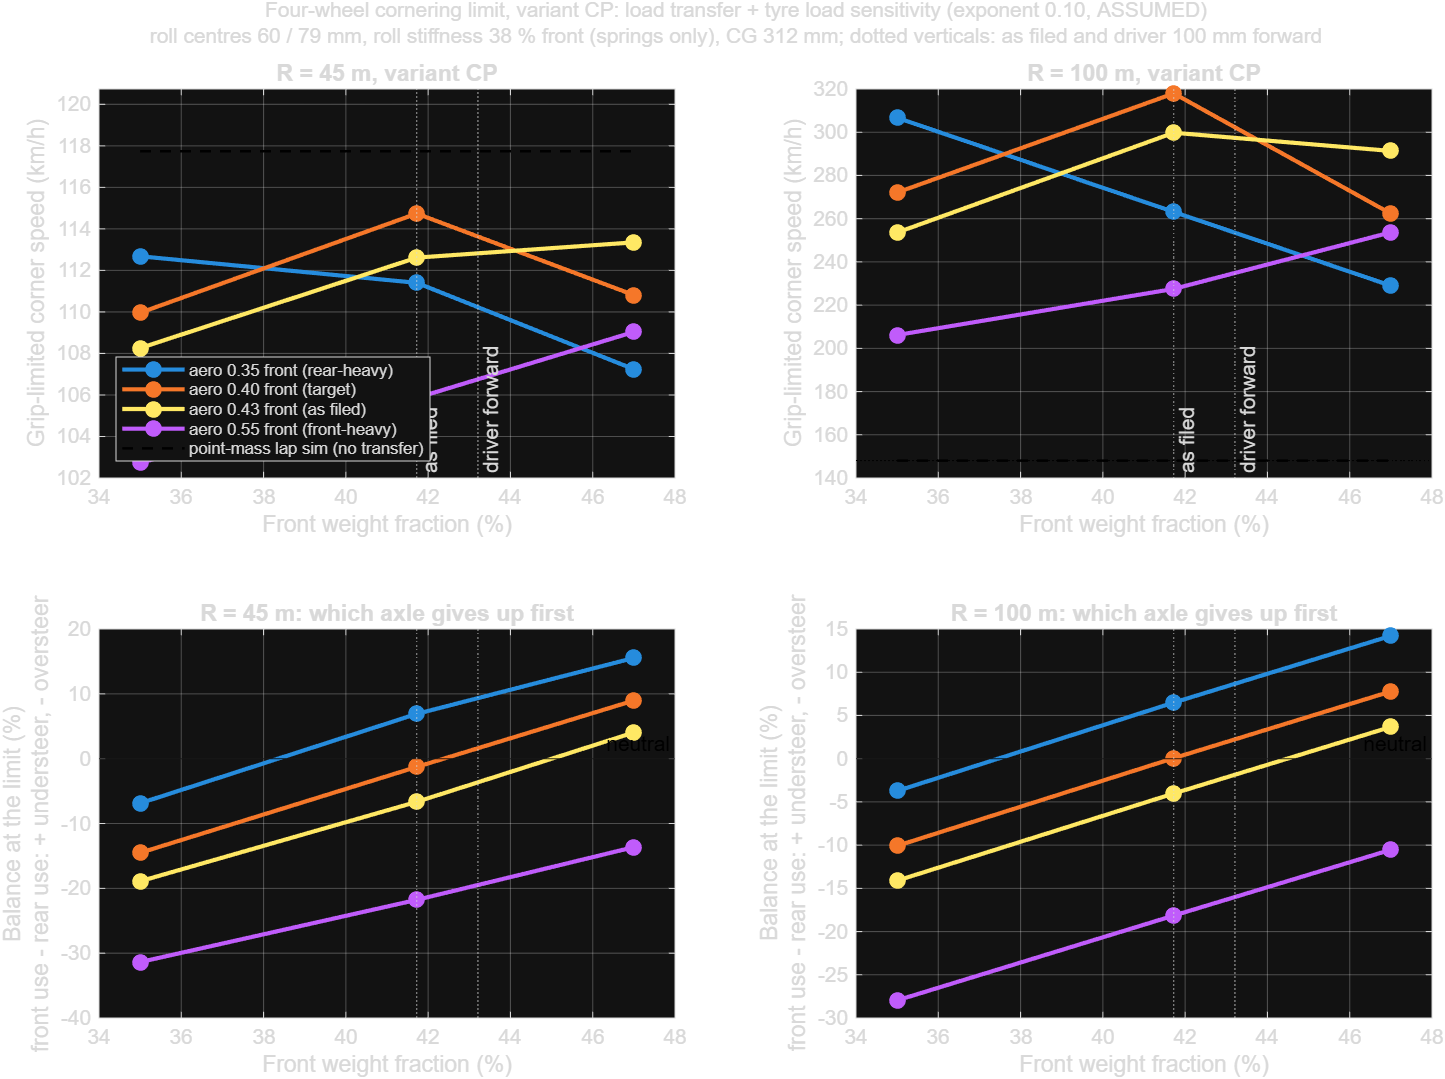 Four-wheel cornering limit, variant CP: load transfer + tyre load sensitivity (exponent 0.10, ASSUMED)
roll centres 60 / 79 mm, roll stiffness 38 % front (springs only), CG 312 mm; dotted verticals: as filed and driver 100 mm forward
R = 45 m, variant CP
Grip-limited corner speed (km/h)
120
118
116
114
112
110
108
106
104
102
aero 0.35 front (rear-heavy)
aero 0.40 front (target)
aero 0.43 front (as filed)
aero 0.55 front (front-heavy)
point-mass lap sim (no transfer)
as filed
driver forward
34 36 38 40 42 44 46 48
Front weight fraction (%)
R = 100 m, variant CP
Grip-limited corner speed (km/h)
320
300
280
260
240
220
200
180
160
140
as filed
driver forward
34 36 38 40 42 44 46 48
Front weight fraction (%)
R = 45 m: which axle gives up first
Balance at the limit (%)
front use - rear use: + understeer, - oversteer
20
10
0
-10
-20
-30
-40
neutral
34 36 38 40 42 44 46 48
Front weight fraction (%)
R = 100 m: which axle gives up first
Balance at the limit (%)
front use - rear use: + understeer, - oversteer
15
10
5
0
-5
-10
-15
-20
-25
-30
neutral
34 36 38 40 42 44 46 48
Front weight fraction (%)